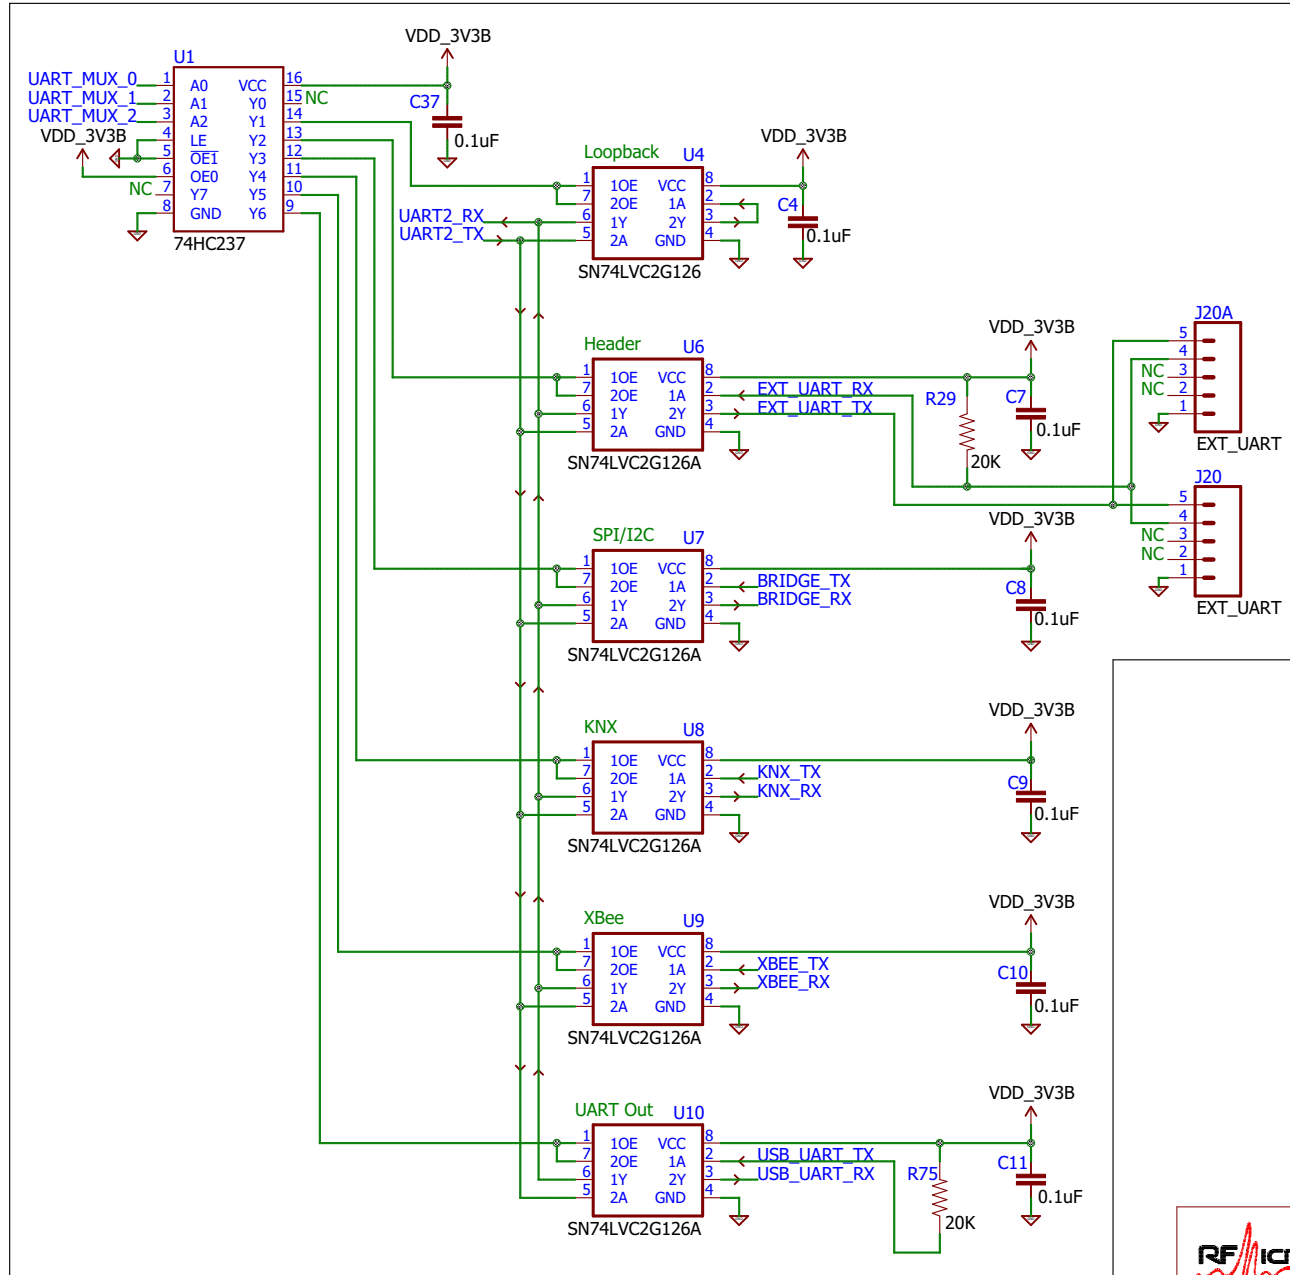 VDD_3V3B
U1
UART_MUX_0 1 A0 VCC 16
UART_MUX_1 2 A1 Y0 15 NC
UART_MUX_2 3 A2 Y1 14
VDD_3V3B 4 LE Y2 13
5 OE1 Y3 12
6 OE0 Y4 11
NC 7 Y7 Y5 10
8 GND Y6 9
74HC237
C37
0.1uF
VDD_3V3B
Loopback U4
1 1OE VCC 8
7 2OE 1A 2
UART2_RX 6 1Y 2Y 3
UART2_TX 5 2A GND 4
SN74LVC2G126
C4
0.1uF
VDD_3V3B
Header U6
1 1OE VCC 8
7 2OE 1A 2 EXT_UART_RX
6 1Y 2Y 3 EXT_UART_TX
5 2A GND 4
SN74LVC2G126A
R29
20K
C7
0.1uF
J20A
5
4
NC 3
NC 2
1
EXT_UART
J20
5
4
NC 3
NC 2
1
EXT_UART
VDD_3V3B
SPI/I2C U7
1 1OE VCC 8
7 2OE 1A 2 BRIDGE_TX
6 1Y 2Y 3 BRIDGE_RX
5 2A GND 4
SN74LVC2G126A
C8
0.1uF
VDD_3V3B
KNX U8
1 1OE VCC 8
7 2OE 1A 2 KNX_TX
6 1Y 2Y 3 KNX_RX
5 2A GND 4
SN74LVC2G126A
C9
0.1uF
VDD_3V3B
XBee U9
1 1OE VCC 8
7 2OE 1A 2 XBEE_TX
6 1Y 2Y 3 XBEE_RX
5 2A GND 4
SN74LVC2G126A
C10
0.1uF
VDD_3V3B
UART Out U10
1 1OE VCC 8
7 2OE 1A 2 USB_UART_TX
6 1Y 2Y 3 USB_UART_RX
5 2A GND 4
SN74LVC2G126A
R75
20K
C11
0.1uF
RF